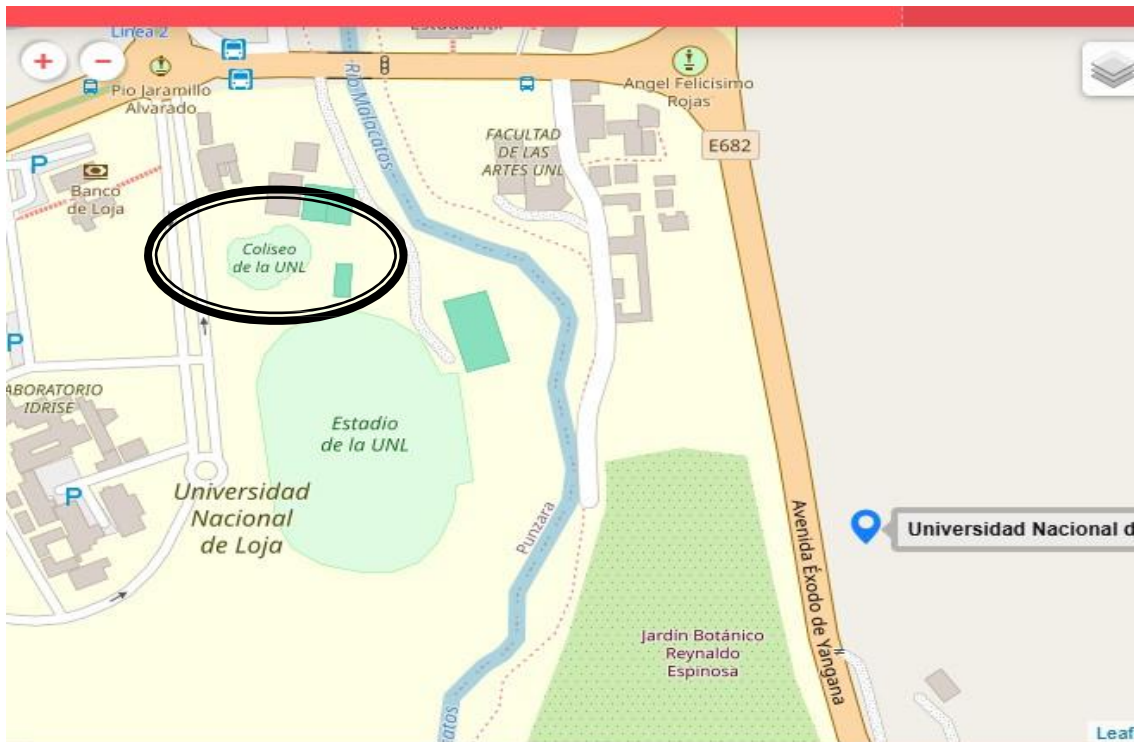 Línea 2
+
−
Pio Jaramillo
Alvarado
Río Malacatos
Angel Felicisimo
Rojas
E682
FACULTAD
DE LAS
ARTES UNL
P
Banco
de Loja
Coliseo
de la UNL
P
ABORATORIO
IDRISE
Estadio
de la UNL
P
Universidad
Nacional
de Loja
Punzara
Avenida Éxodo de Yangana
Universidad Nacional d
Jardín Botánico
Reynaldo
Espinosa
atos
Leaf